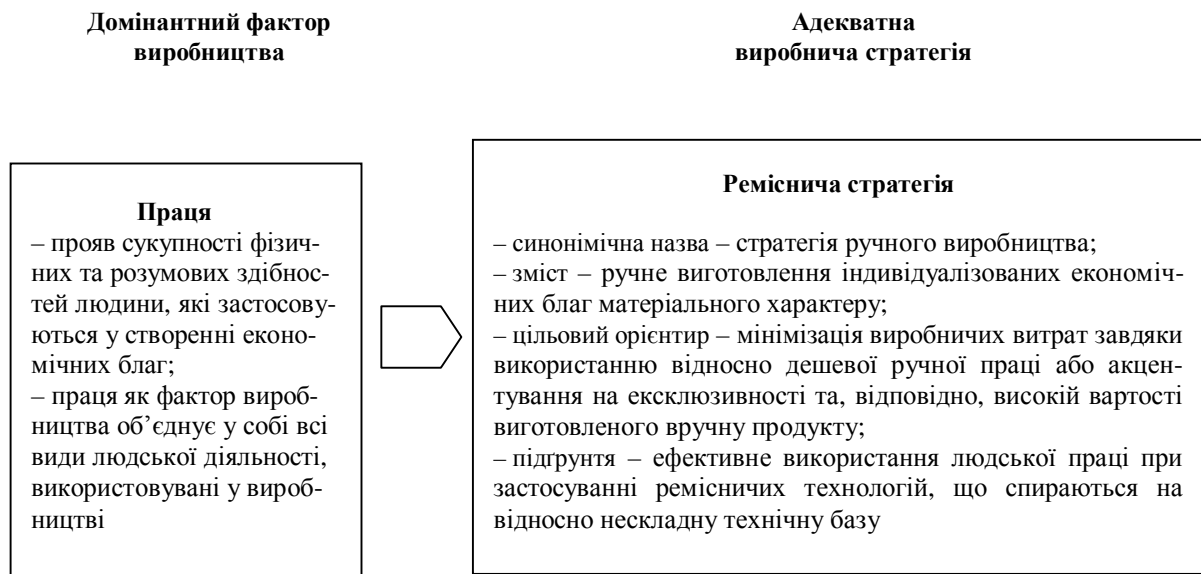 Домінантний фактор
виробництва
Адекватна
виробнича стратегія
Праця
– прояв сукупності фізич-
них та розумових здібнос-
тей людини, які застосову-
ються у створенні еконо-
мічних благ;
– праця як фактор вироб-
ництва об’єднує у собі всі
види людської діяльності,
використовувані у вироб-
ництві
Реміснича стратегія
– синонімічна назва – стратегія ручного виробництва;
– зміст – ручне виготовлення індивідуалізованих економіч-
них благ матеріального характеру;
– цільовий орієнтир – мінімізація виробничих витрат завдяки
використанню відносно дешевої ручної праці або акцен-
тування на ексклюзивності та, відповідно, високій вартості
виготовленого вручну продукту;
– підґрунтя – ефективне використання людської праці при
застосуванні ремісничих технологій, що спираються на
відносно нескладну технічну базу